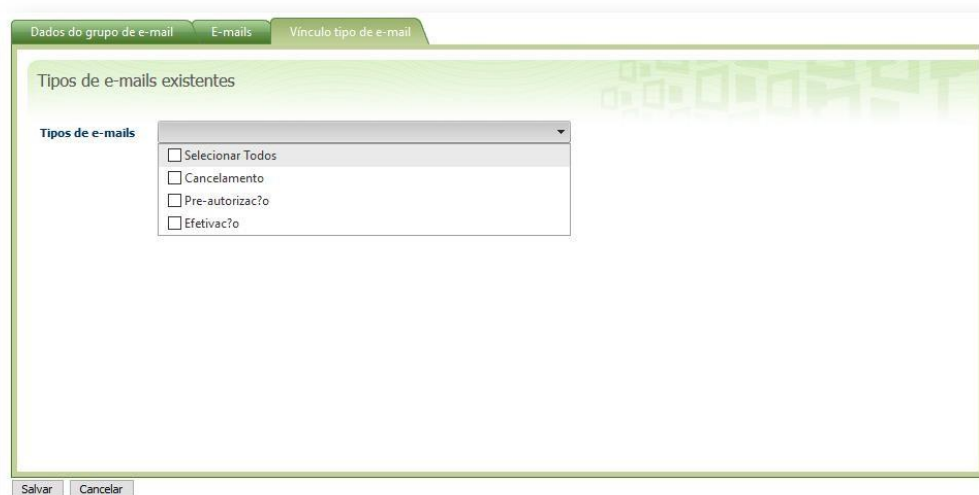 Dados do grupo de e-mail E-mails Vínculo tipo de e-mail
Tipos de e-mails existentes
Tipos de e-mails
Selecionar Todos
Cancelamento
Pre-autorizac?o
Efetivac?o
Salvar Cancelar